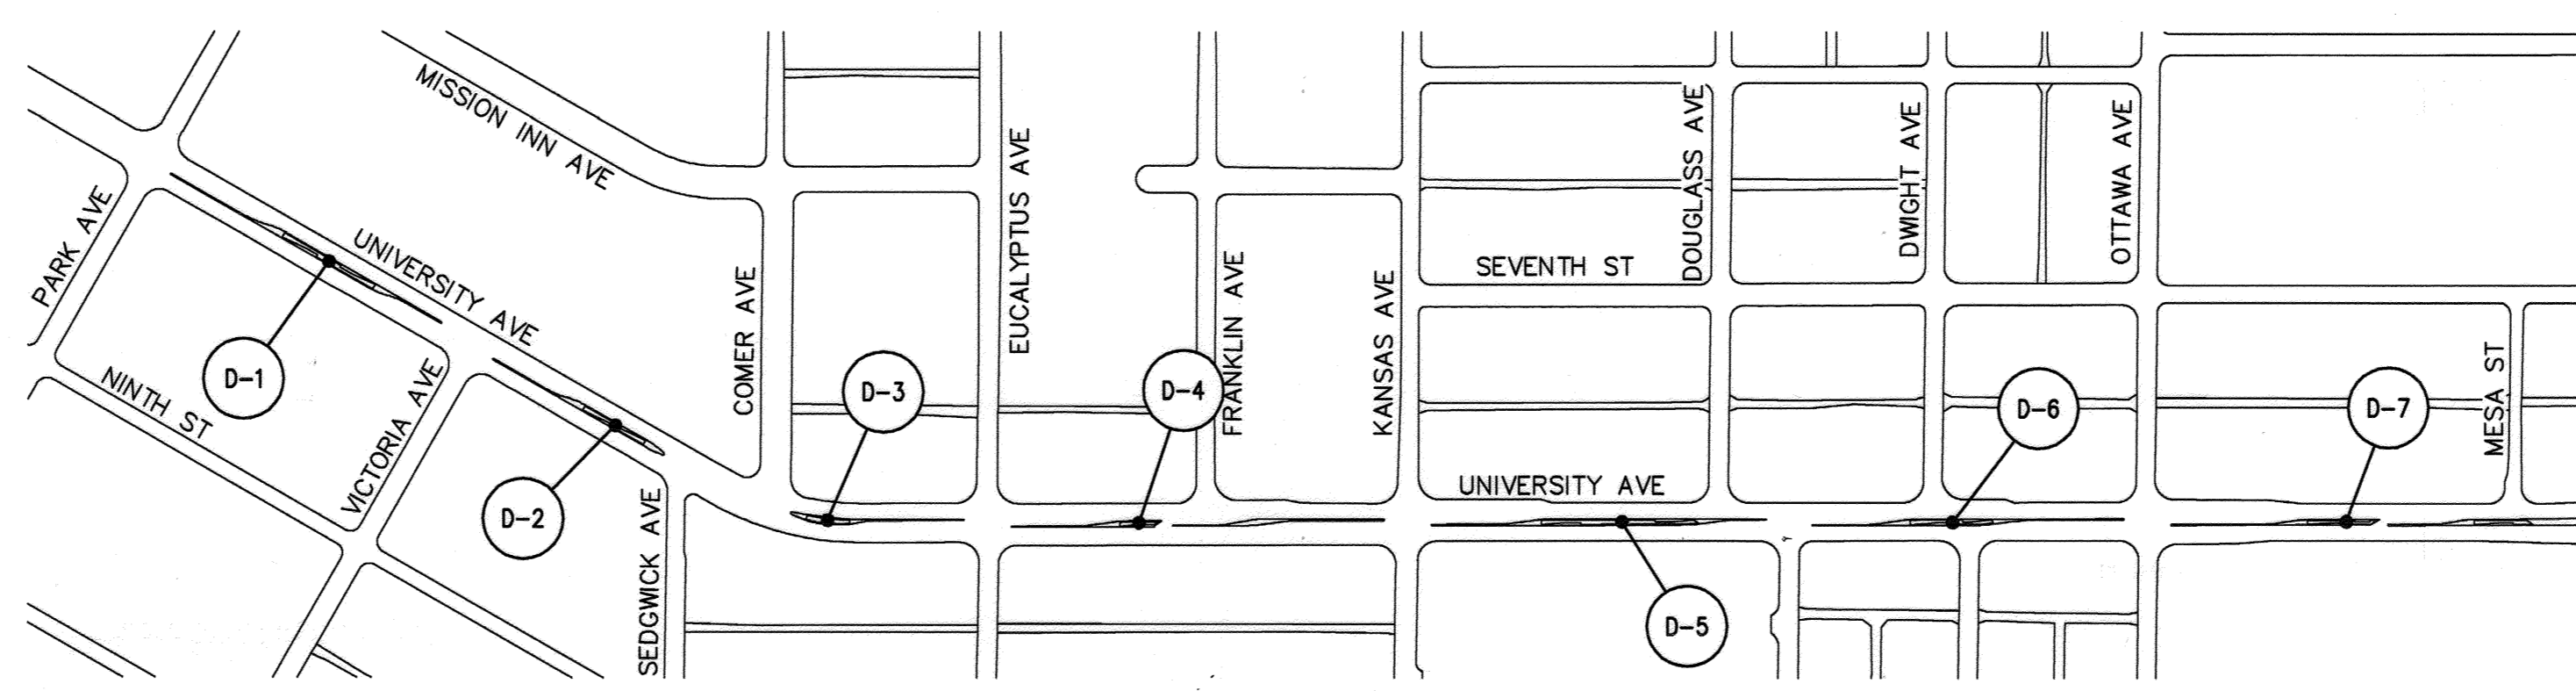 MISSION INN AVE
PARK AVE
UNIVERSITY AVE
D-1
NINTH ST
VICTORIA AVE
D-2
SEDGWICK AVE
COMER AVE
D-3
EUCALYPTUS AVE
D-4
FRANKLIN AVE
KANSAS AVE
SEVENTH ST
UNIVERSITY AVE
DOUGLASS AVE
D-5
DWIGHT AVE
D-6
OTTAWA AVE
D-7
MESA ST